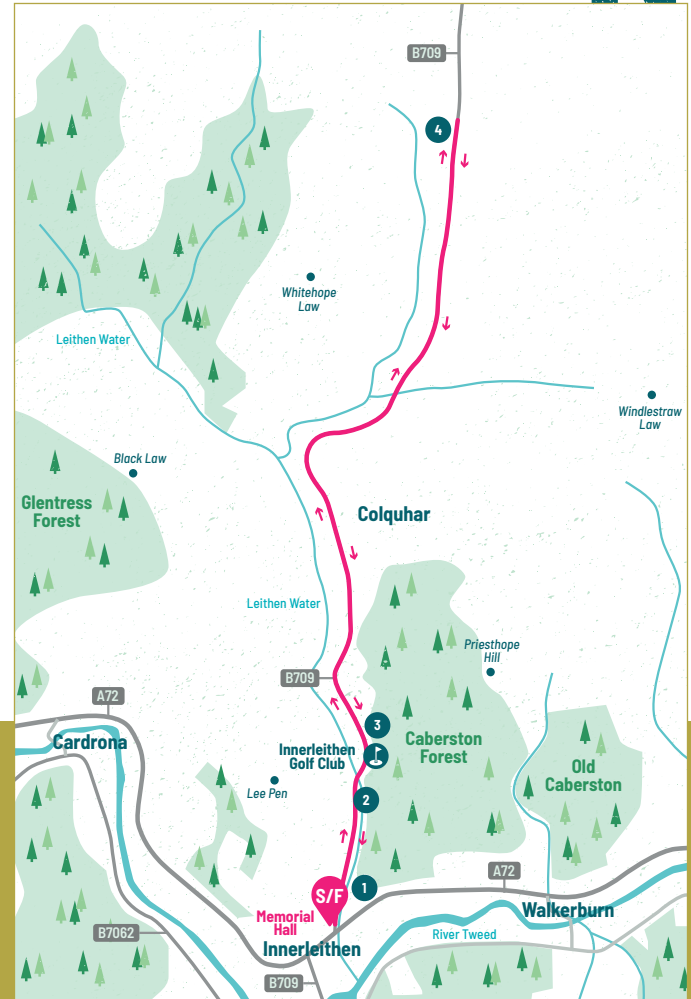 B709
4
Whitehope
Law
Leithen Water
Windlestraw
Law
Black Law
Glentress
Forest
Colquhar
Leithen Water
Priesthope
Hill
B709
A72
3
Cardrona
Innerleithen
Golf Club
Caberston
Forest
Old
Caberston
Lee Pen
2
A72
1
S/F
Memorial
Hall
Walkerburn
B7062
River Tweed
Innerleithen
B709